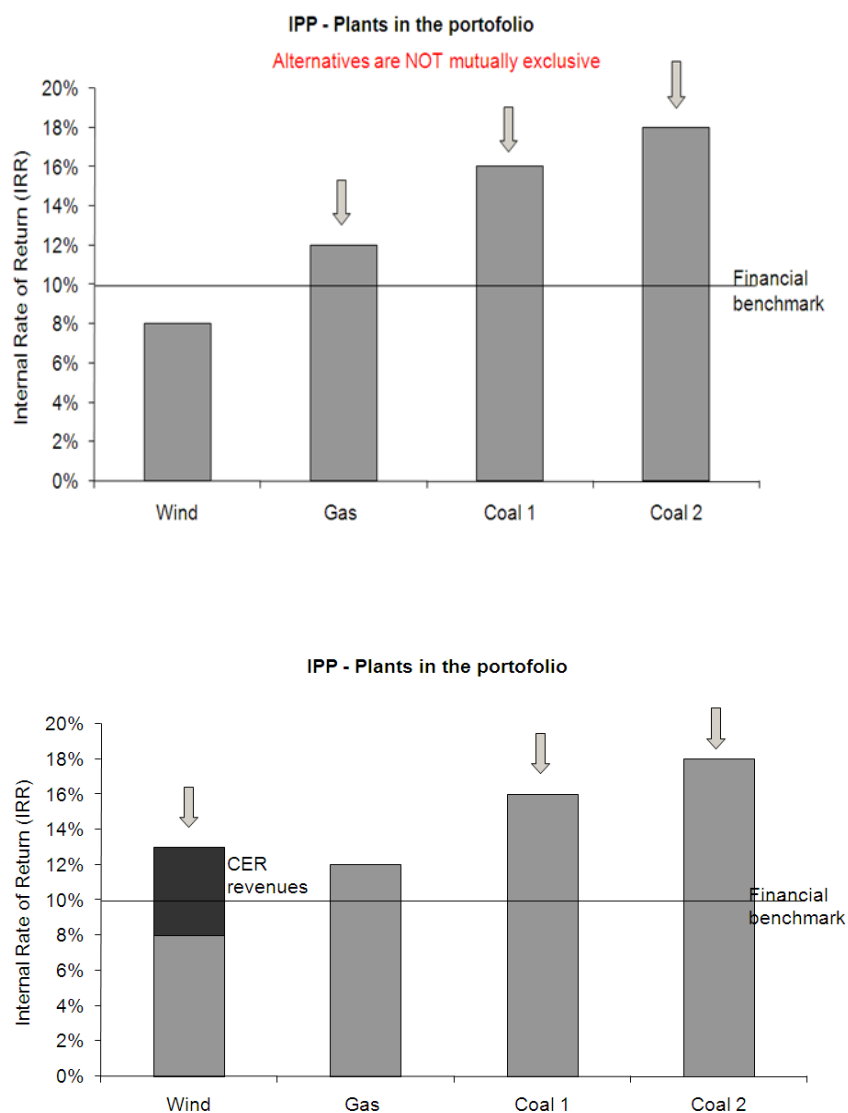 IPP - Plants in the portofolio
Alternatives are NOT mutually exclusive
Internal Rate of Return (IRR)
20%
18%
16%
14%
12%
10%
8%
6%
4%
2%
0%
Financial
benchmark
Wind Gas Coal 1 Coal 2
IPP - Plants in the portofolio
Internal Rate of Return (IRR)
20%
18%
16%
14%
12%
10%
8%
6%
4%
2%
0%
CER
revenues
Financial
benchmark
Wind Gas Coal 1 Coal 2